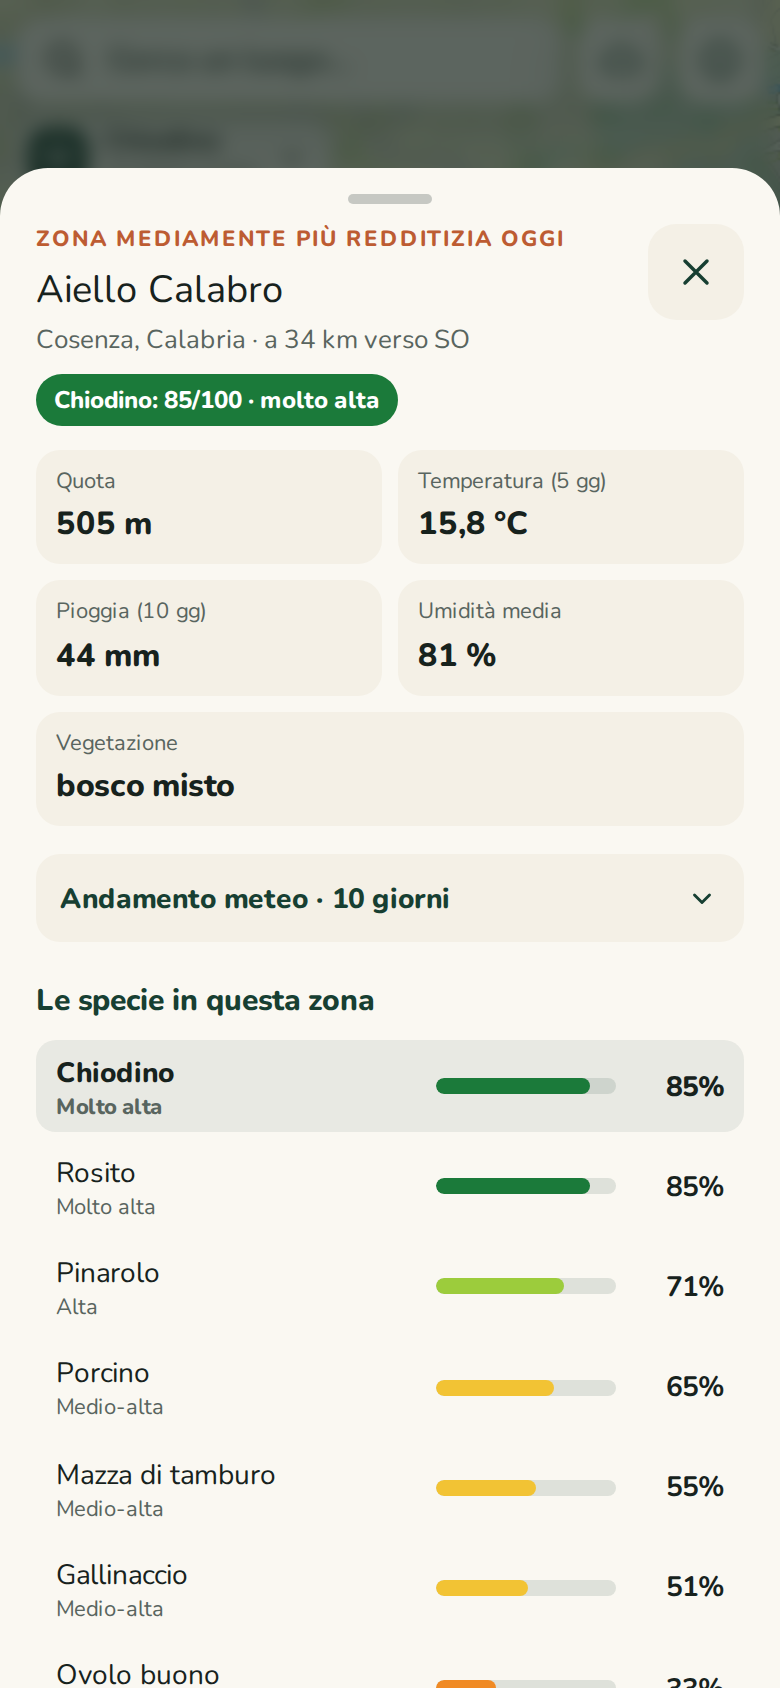 ZONA MEDIAMENTE PIÙ REDDITIZIA OGGI
Aiello Calabro
Cosenza, Calabria · a 34 km verso SO
Chiodino: 85/100 · molto alta
Quota
505 m
Temperatura (5 gg)
15,8 °C
Pioggia (10 gg)
44 mm
Umidità media
81 %
Vegetazione
bosco misto
Andamento meteo · 10 giorni
Le specie in questa zona
Chiodino
Molto alta
85%
Rosito
Molto alta
85%
Pinarolo
Alta
71%
Porcino
Medio-alta
65%
Mazza di tamburo
Medio-alta
55%
Gallinaccio
Medio-alta
51%
Ovolo buono